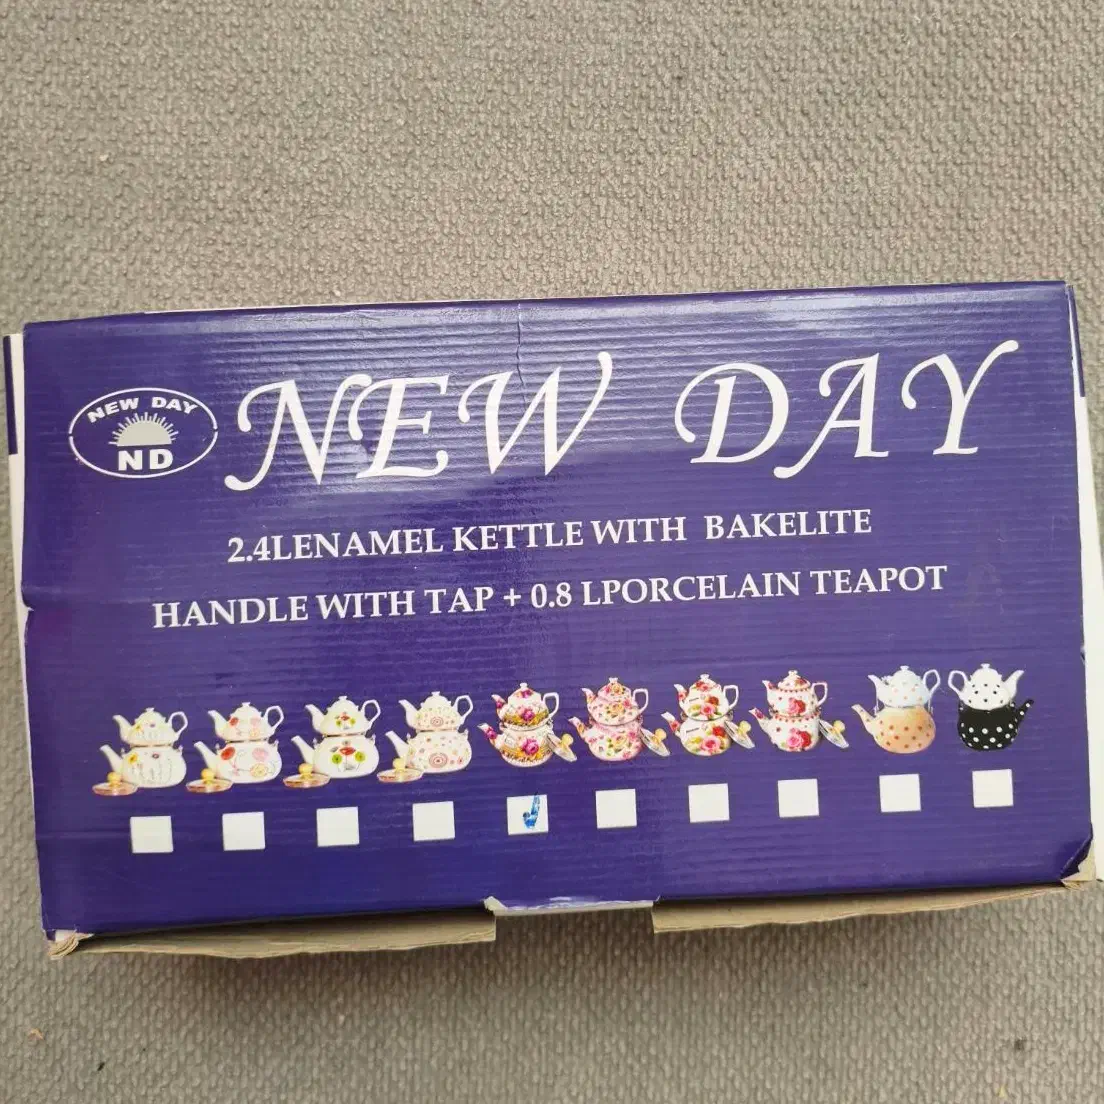 NEW DAY
ND
NEW DAY
2.4LENAMEL KETTLE WITH BAKELITE
HANDLE WITH TAP + 0.8 LPORCELAIN TEAPOT